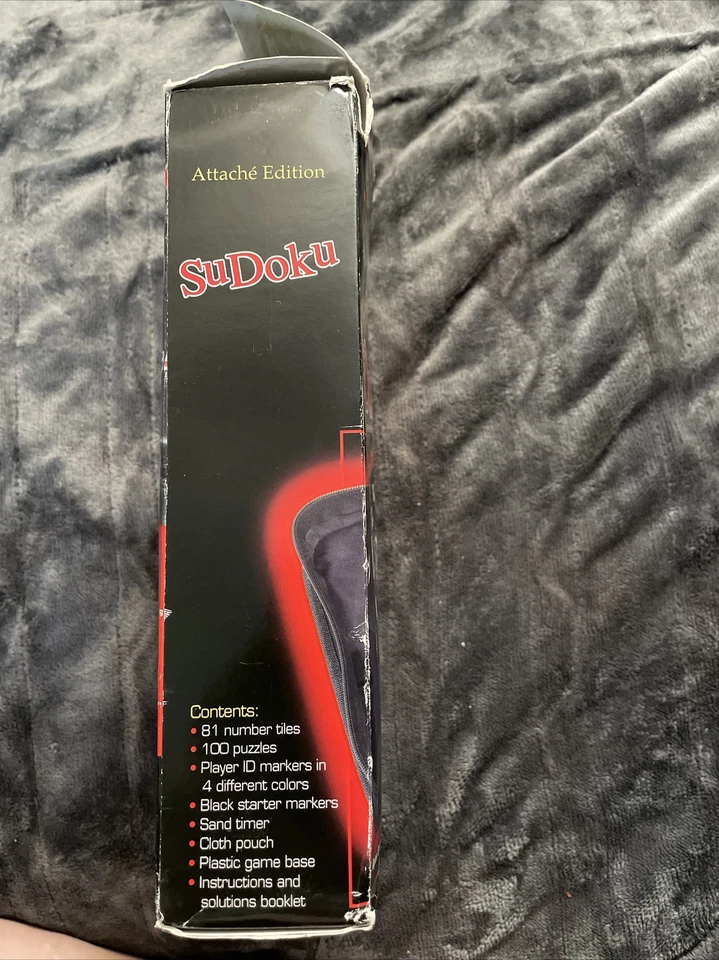 Attaché Edition
SuDoku
Contents:
• 81 number tiles
• 100 puzzles
• Player ID markers in
4 different colors
• Black starter markers
• Sand timer
• Cloth pouch
• Plastic game base
• Instructions and
solutions booklet